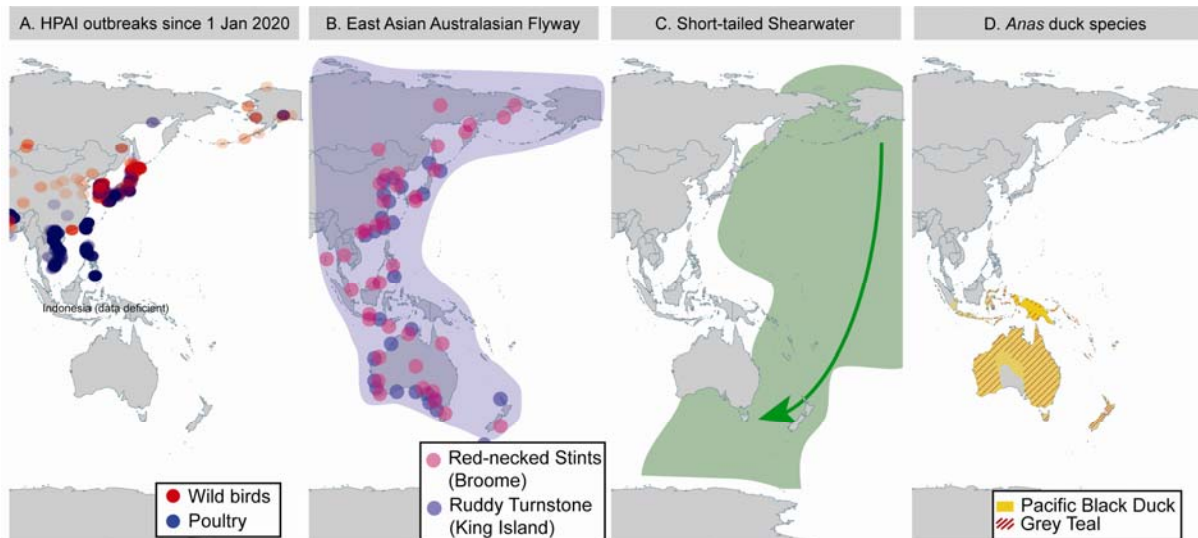 A. HPAI outbreaks since 1 Jan 2020
B. East Asian Australasian Flyway
C. Short-tailed Shearwater
D. Anas duck species
Indonesia (data deficient)
Wild birds
Poultry
Red-necked Stints
(Broome)
Ruddy Turnstone
(King Island)
Pacific Black Duck
Grey Teal